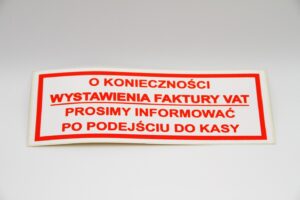 O KONIECZNOŚCI
WYSTAWIENIA FAKTURY VAT
PROSIMY INFORMOWAĆ
PO PODEJŚCIU DO KASY